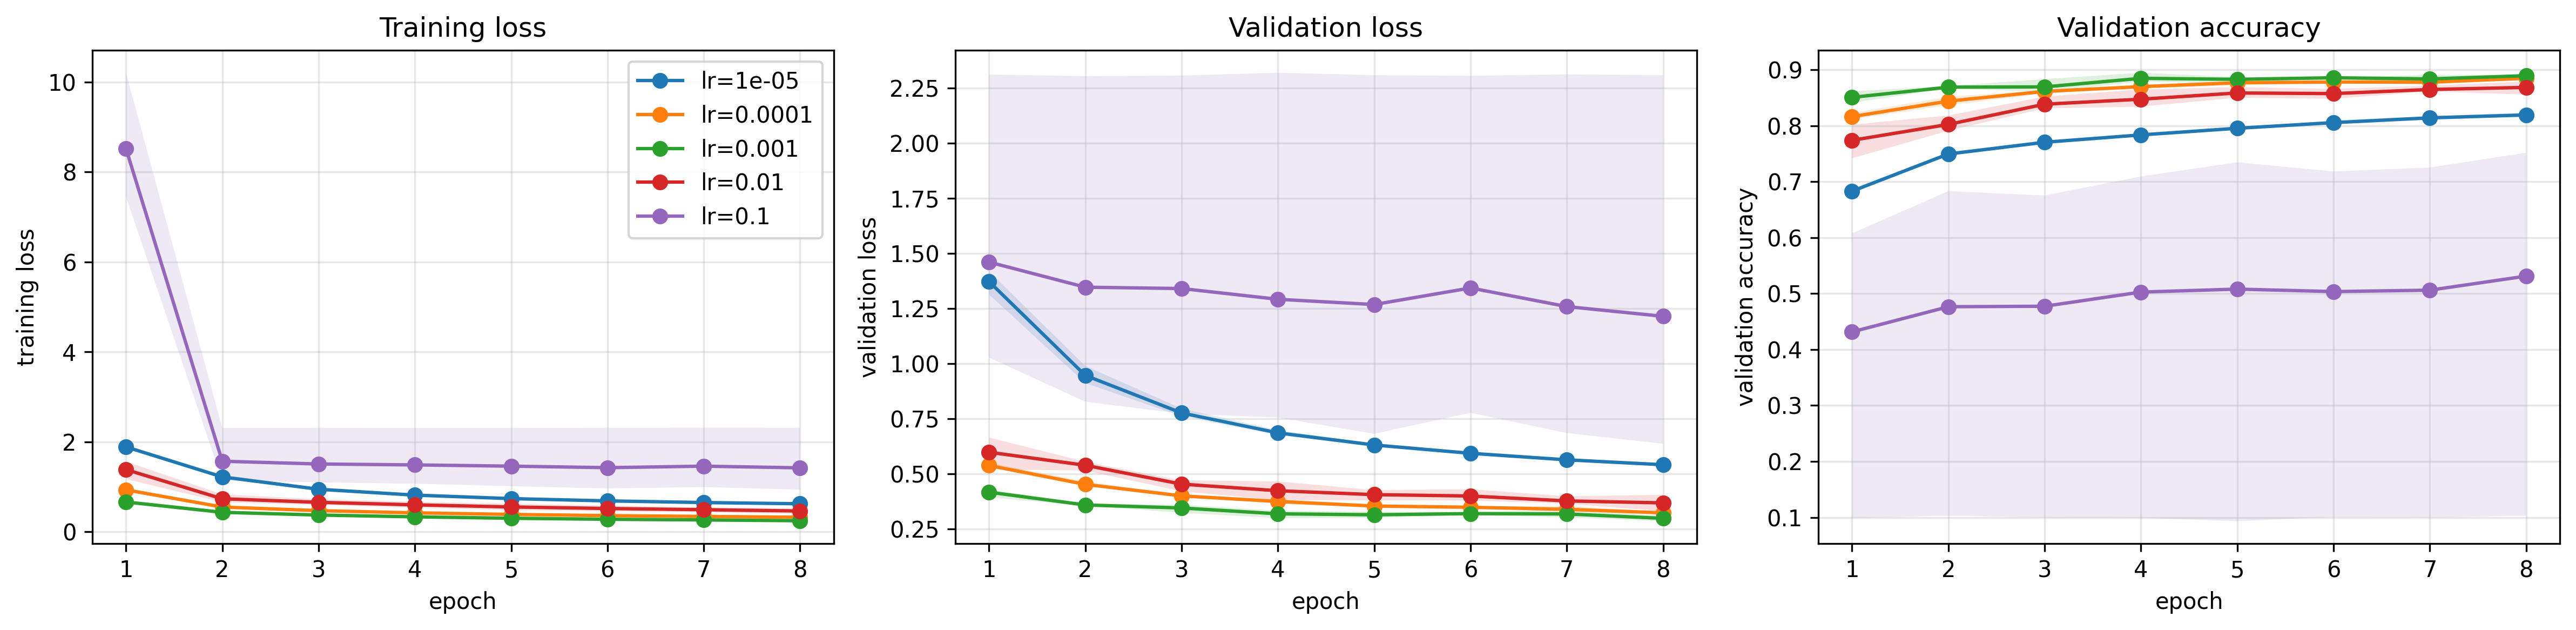 Training loss
10
8
6
4
2
0
1 2 3 4 5 6 7 8
epoch
training loss
lr=1e-05
lr=0.0001
lr=0.001
lr=0.01
lr=0.1
Validation loss
2.25
2.00
1.75
1.50
1.25
1.00
0.75
0.50
0.25
1 2 3 4 5 6 7 8
epoch
validation loss
Validation accuracy
0.9
0.8
0.7
0.6
0.5
0.4
0.3
0.2
0.1
1 2 3 4 5 6 7 8
epoch
validation accuracy